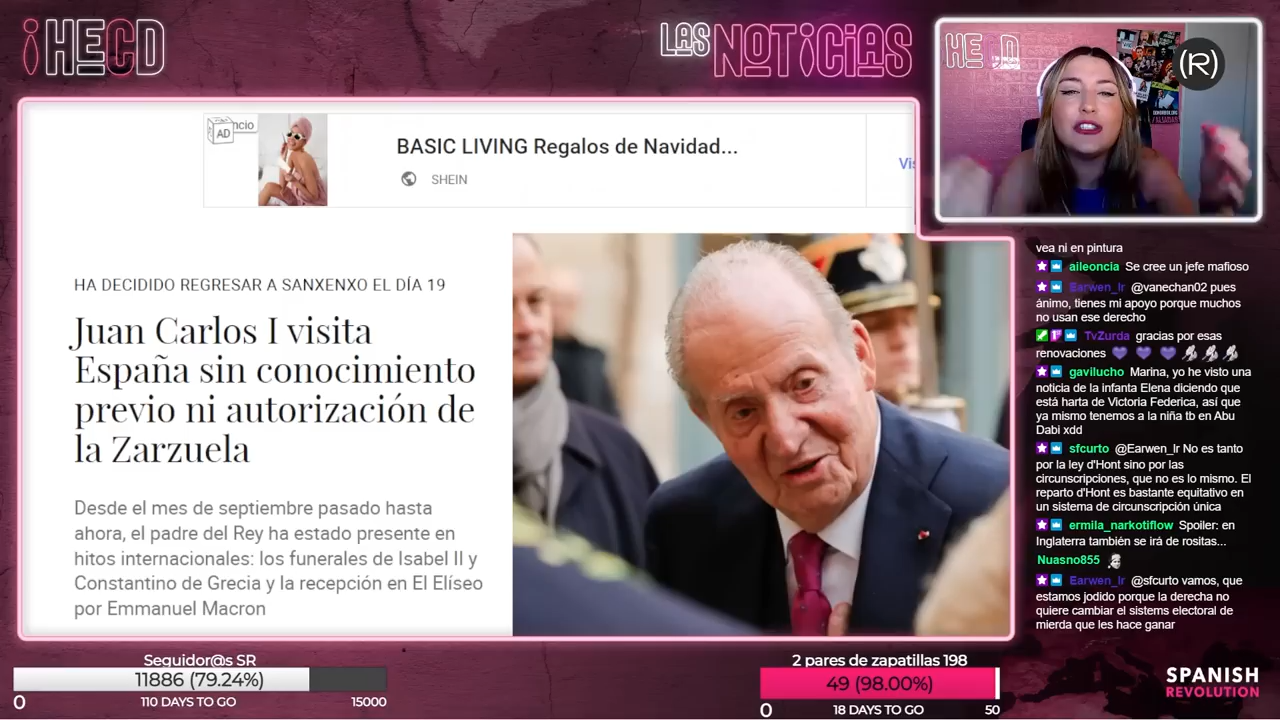 ¡HECD
LAS NOTICIAS
HE D
(R)
AD
ncio
BASIC LIVING Regalos de Navidad...
SHEIN
Vis
HA DECIDIDO REGRESAR A SANXENXO EL DÍA 19
Juan Carlos I visita
España sin conocimiento
previo ni autorización de
la Zarzuela
Desde el mes de septiembre pasado hasta
ahora, el padre del Rey ha estado presente en
hitos internacionales: los funerales de Isabel II y
Constantino de Grecia y la recepción en El Elíseo
por Emmanuel Macron
vea ni en pintura
aileoncia Se cree un jefe mafioso
Earwen_lr @vanechan02 pues
ánimo, tienes mi apoyo porque muchos
no usan ese derecho
TvZurda gracias por esas
renovaciones
gavilucho Marina, yo he visto una
noticia de la infanta Elena diciendo que
está harta de Victoria Federica, así que
ya mismo tenemos a la niña tb en Abu
Dabi xdd
sfcurto @Earwen_lr No es tanto
por la ley d'Hont sino por las
circunscripciones, que no es lo mismo. El
reparto d'Hont es bastante equitativo en
un sistema de circunscripción única
ermila_narkotiflow Spoiler: en
Inglaterra también se irá de rositas...
Nuasno855
Earwen_lr @sfcurto vamos, que
estamos jodido porque la derecha no
quiere cambiar el sistems electoral de
mierda que les hace ganar
Seguidor@s SR
11886 (79.24%)
0 110 DAYS TO GO 15000
2 pares de zapatillas 198
49 (98.00%)
0 18 DAYS TO GO 50
SPANISH
REVOLUTION